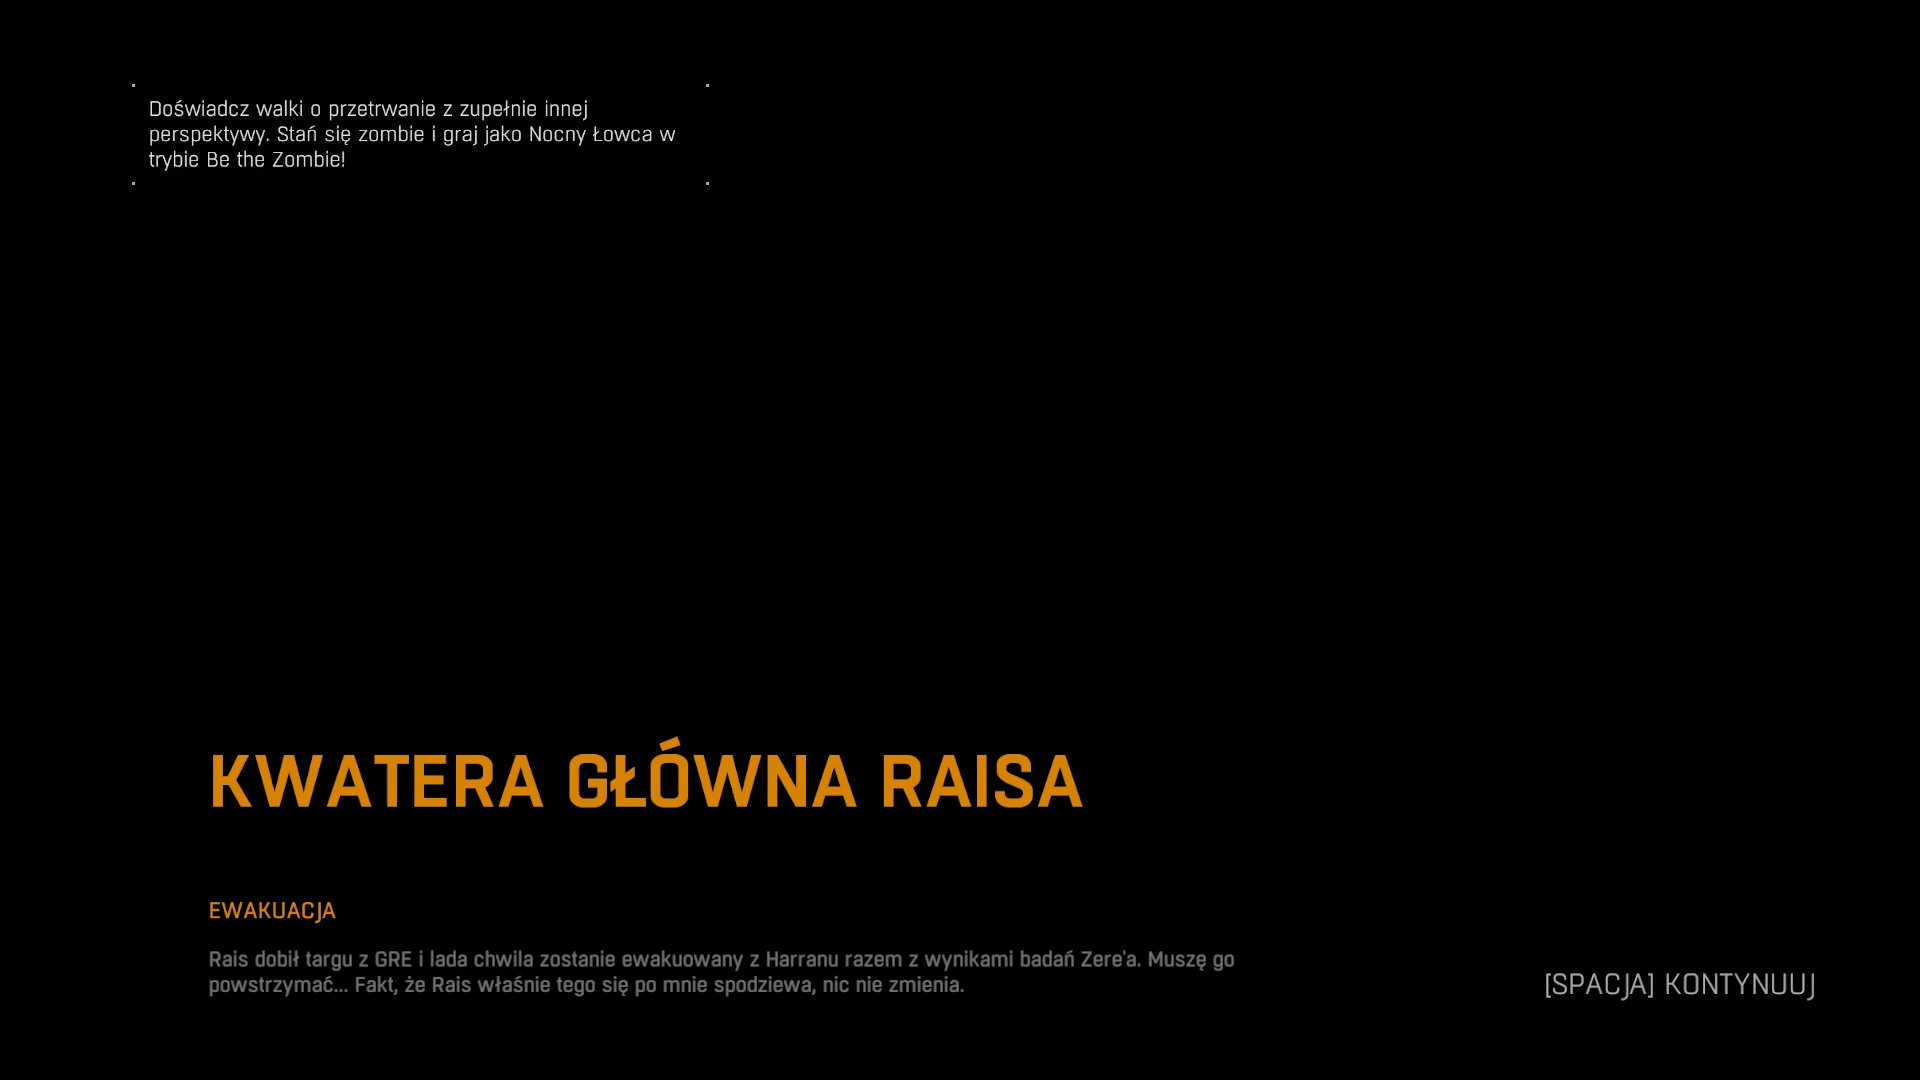 Doświadcz walki o przetrwanie z zupełnie innej
perspektywy. Stań się zombie i graj jako Nocny Łowca w
trybie Be the Zombie!
KWATERA GŁÓWNA RAISA
EWAKUACJA
Rais dobił targu z GRE i lada chwila zostanie ewakuowany z Harranu razem z wynikami badań Zere'a. Muszę go
powstrzymać... Fakt, że Rais właśnie tego się po mnie spodziewa, nic nie zmienia.
[SPACJA] KONTYNUUJ